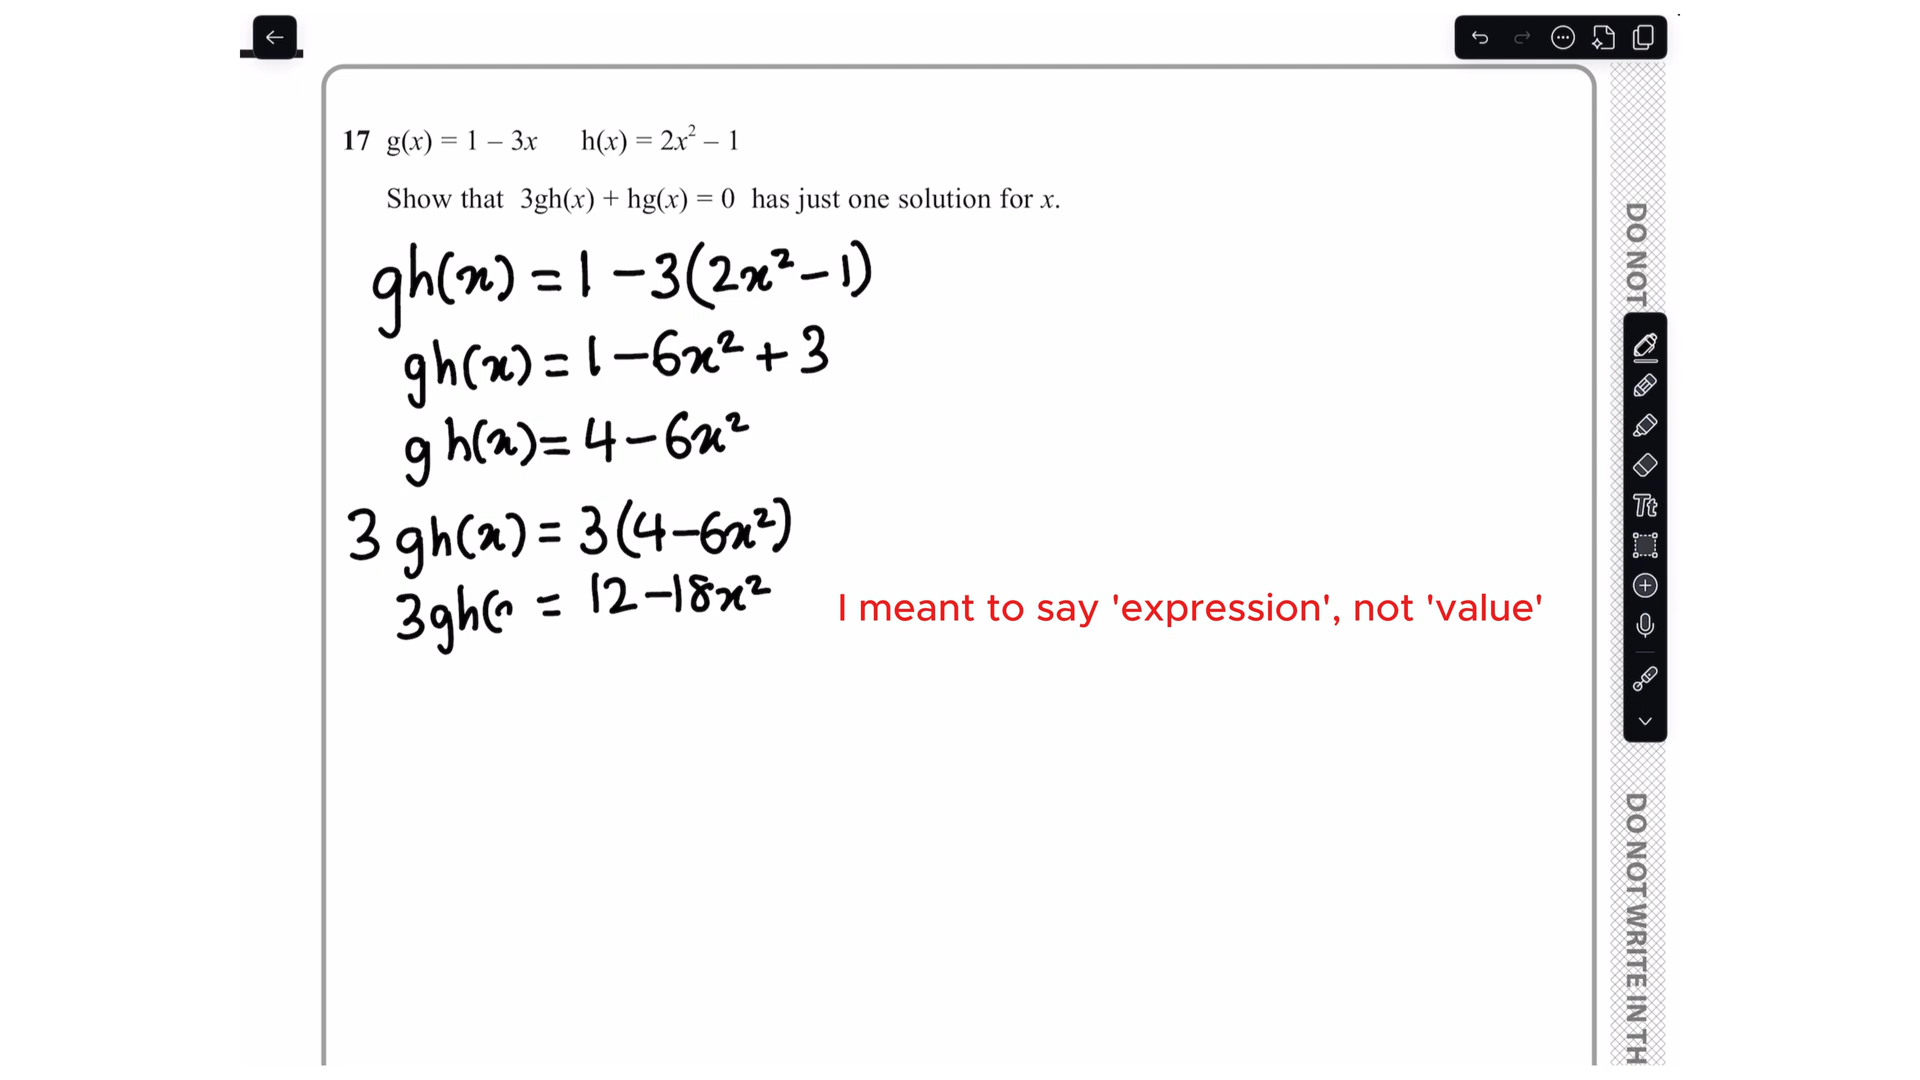 17 g(x) = 1 – 3x h(x) = 2x² – 1
Show that 3gh(x) + hg(x) = 0 has just one solution for x.
gh(x) = 1 – 3(2x² – 1)
gh(x) = 1 – 6x² + 3
gh(x) = 4 – 6x²
3 gh(x) = 3(4 – 6x²)
3gh( = 12 – 18x²
I meant to say 'expression', not 'value'
DO NOT
Tt
DO NOT WRITE IN TH